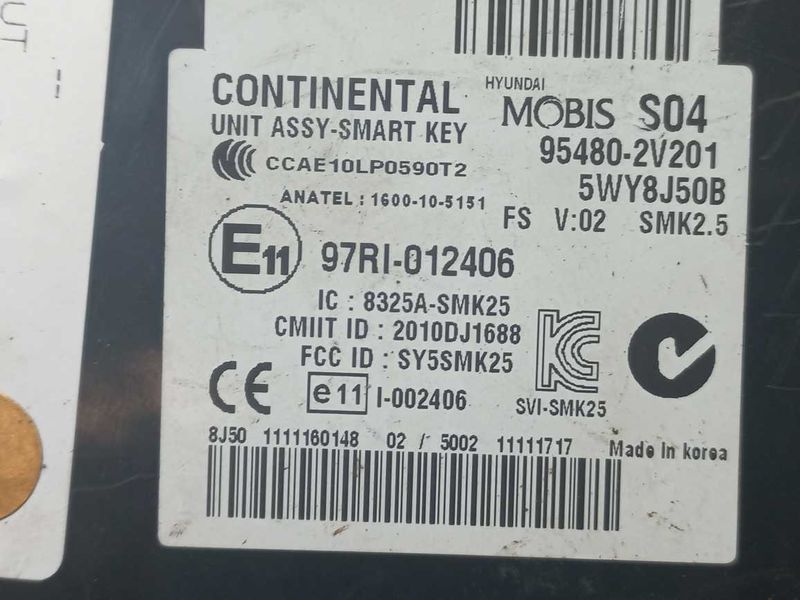 UT
CONTINENTAL
HYUNDAI
MOBIS S04
UNIT ASSY-SMART KEY
95480-2V201
CCAE10LP0590T2
5WY8J50B
ANATEL : 1600-10-5151
FS V:02 SMK2.5
E11 97RI-012406
IC : 8325A-SMK25
CMIIT ID : 2010DJ1688
FCC ID : SY5SMK25
CE e11 I-002406
SVI-SMK25
8J50 1111160148 02 / 5002 11111717
Made in korea